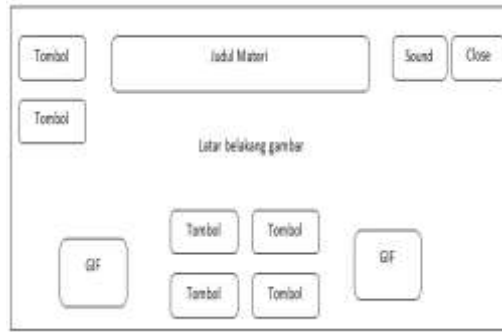 Tombol
Judul Materi
Sound
Close
Tombol
Latar belakang gambar
Tombol
Tombol
GIF
GIF
Tombol
Tombol